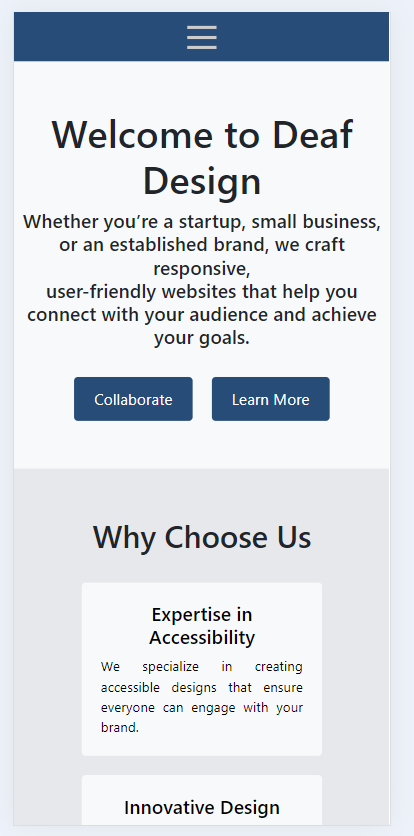 Welcome to Deaf
Design
Whether you’re a startup, small business,
or an established brand, we craft
responsive,
user-friendly websites that help you
connect with your audience and achieve
your goals.
Collaborate
Learn More
Why Choose Us
Expertise in
Accessibility
We specialize in creating
accessible designs that ensure
everyone can engage with your
brand.
Innovative Design